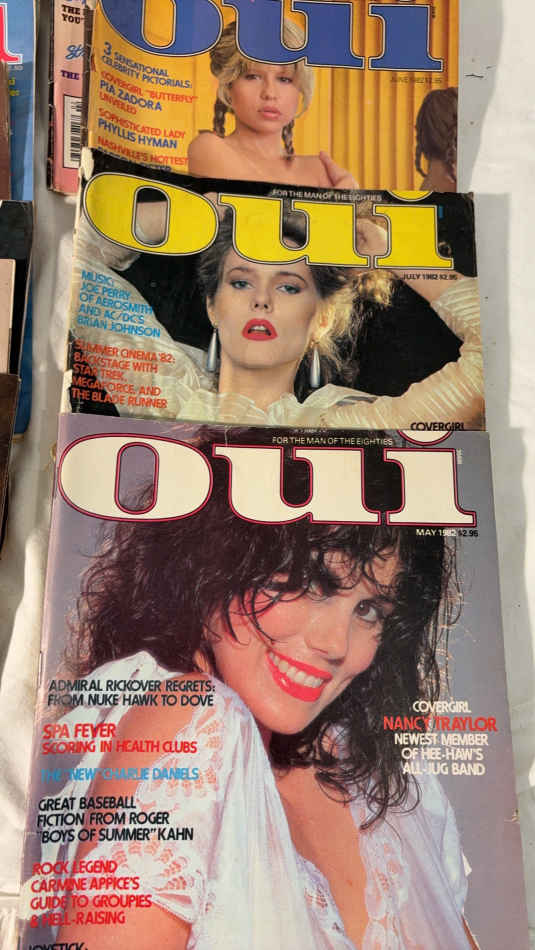 oui
JUNE 1982 $2.95
3 SENSATIONAL
CELEBRITY PICTORIALS:
COVERGIRL "BUTTERFLY"
PIA ZADORA
UNVEILED
SOPHISTICATED LADY
PHYLLIS HYMAN
NASHVILLE'S HOTTEST
FOR THE MAN OF THE EIGHTIES
oui
JULY 1982 $2.95
MUSIC:
JOE PERRY
OF AEROSMITH
AND AC/DC'S
BRIAN JOHNSON
SUMMER CINEMA '82:
BACKSTAGE WITH
STAR TREK,
MEGAFORCE, AND
THE BLADE RUNNER
COVERGIRL
FOR THE MAN OF THE EIGHTIES
oui
MAY 1982 $2.95
ADMIRAL RICKOVER REGRETS:
FROM NUKE HAWK TO DOVE
SPA FEVER
SCORING IN HEALTH CLUBS
THE "NEW" CHARLIE DANIELS
GREAT BASEBALL
FICTION FROM ROGER
"BOYS OF SUMMER" KAHN
ROCK LEGEND
CARMINE APPICE'S
GUIDE TO GROUPIES
& HELL-RAISING
JOYSTICK:
COVERGIRL
NANCY TRAYLOR
NEWEST MEMBER
OF HEE-HAW'S
ALL-JUG BAND